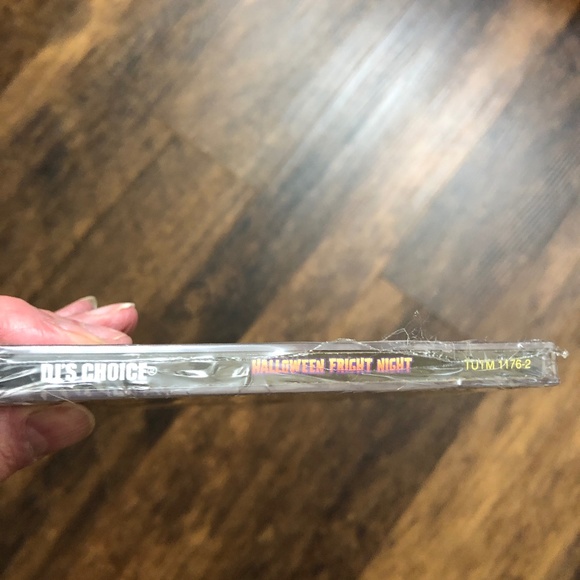 DJ'S CHOICE® HALLOWEEN FRIGHT NIGHT TUTM 1176-2